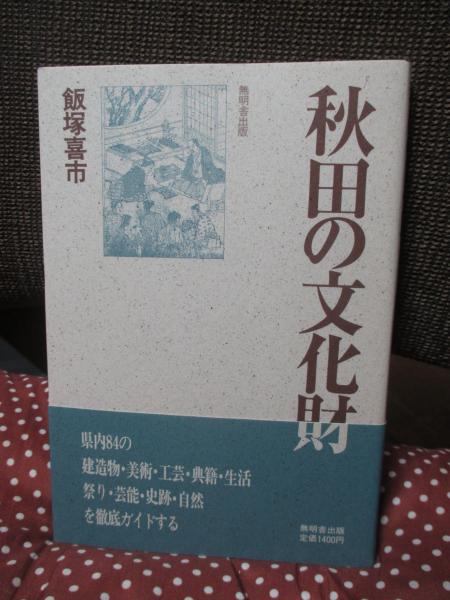 秋田の文化財
無明舎出版
飯塚喜市
県内84の
建造物・美術・工芸・典籍・生活
祭り・芸能・史跡・自然
を徹底ガイドする
無明舎出版
定価1400円